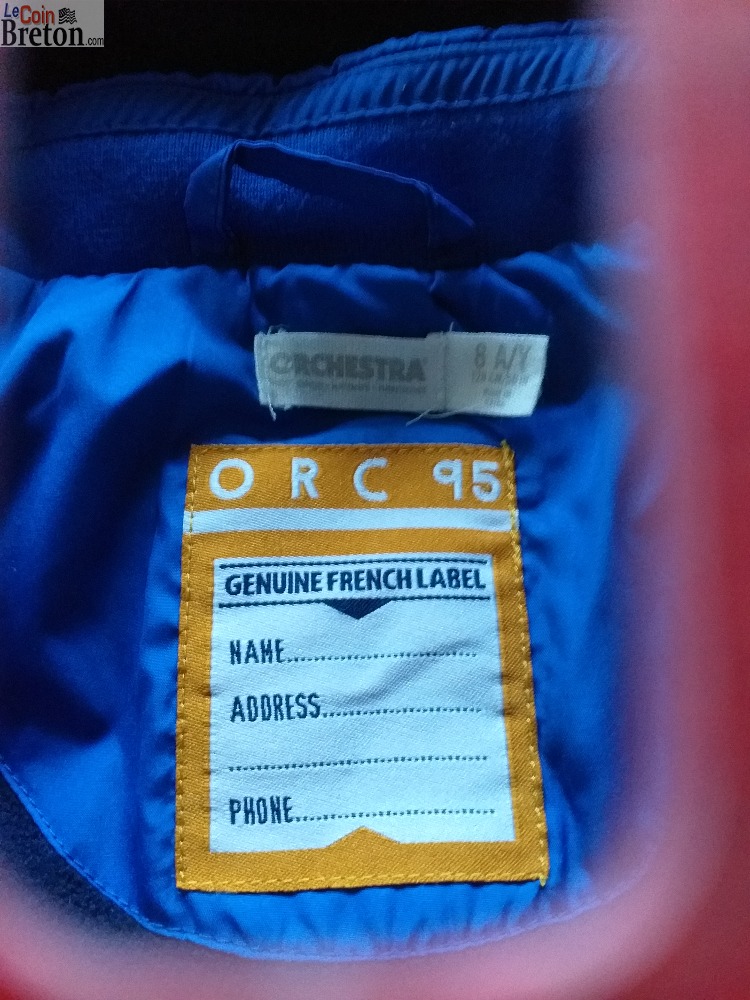 LeCoin
Breton.com
ORCHESTRA
8 A/Y
ORC 95
GENUINE FRENCH LABEL
NAME
ADDRESS
PHONE